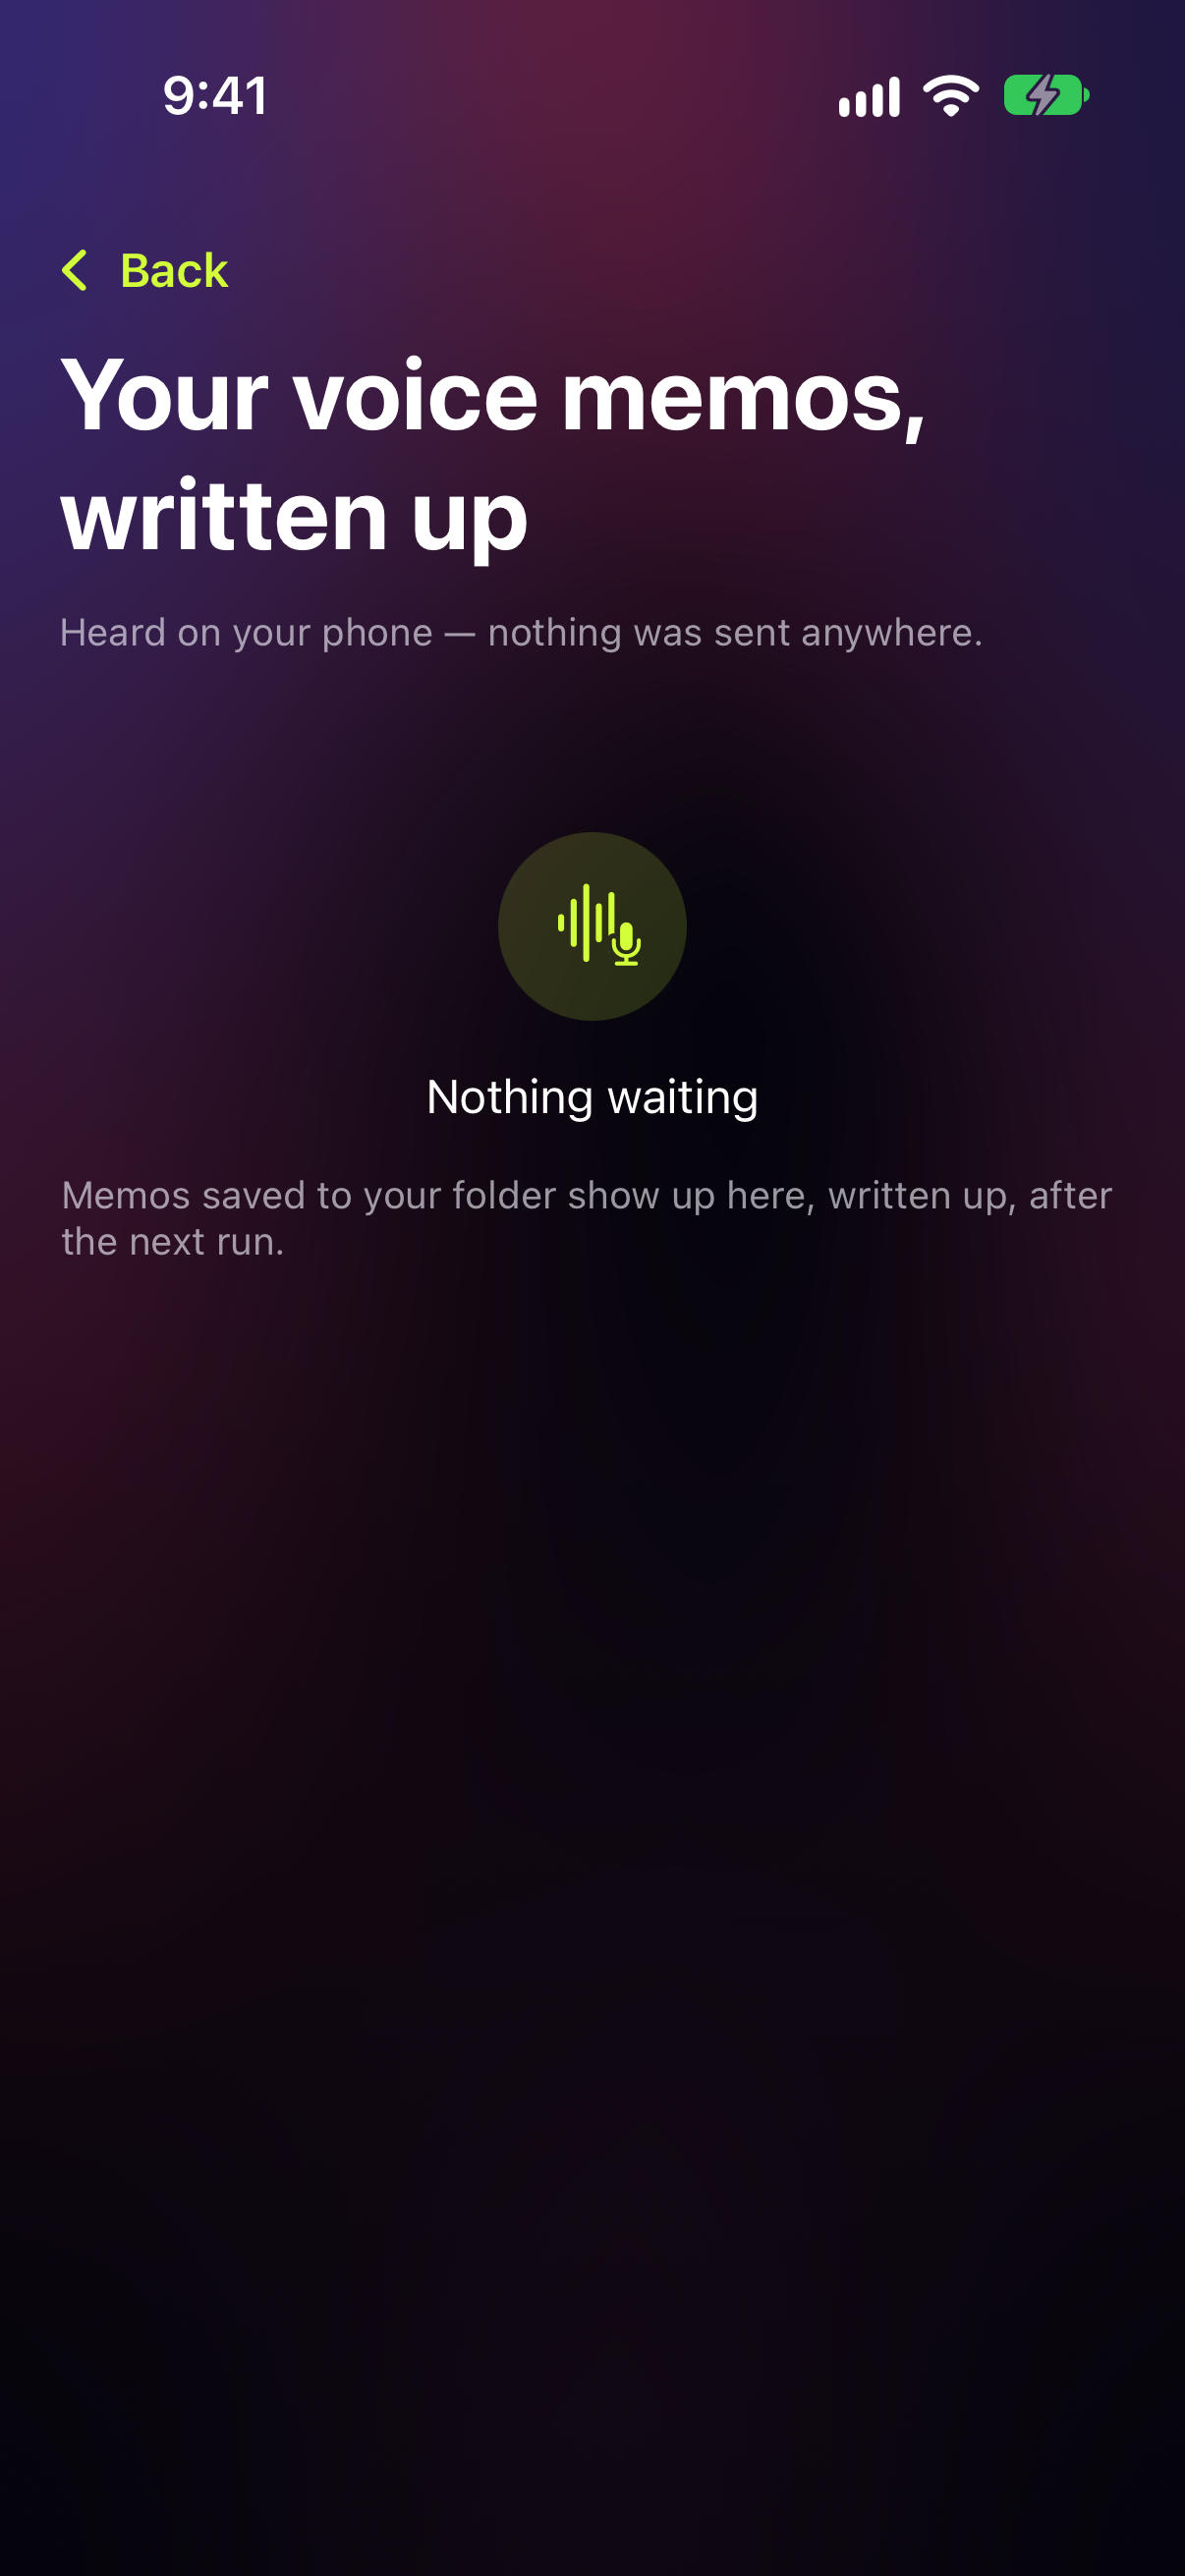 9:41
Back
Your voice memos,
written up
Heard on your phone — nothing was sent anywhere.
Nothing waiting
Memos saved to your folder show up here, written up, after
the next run.